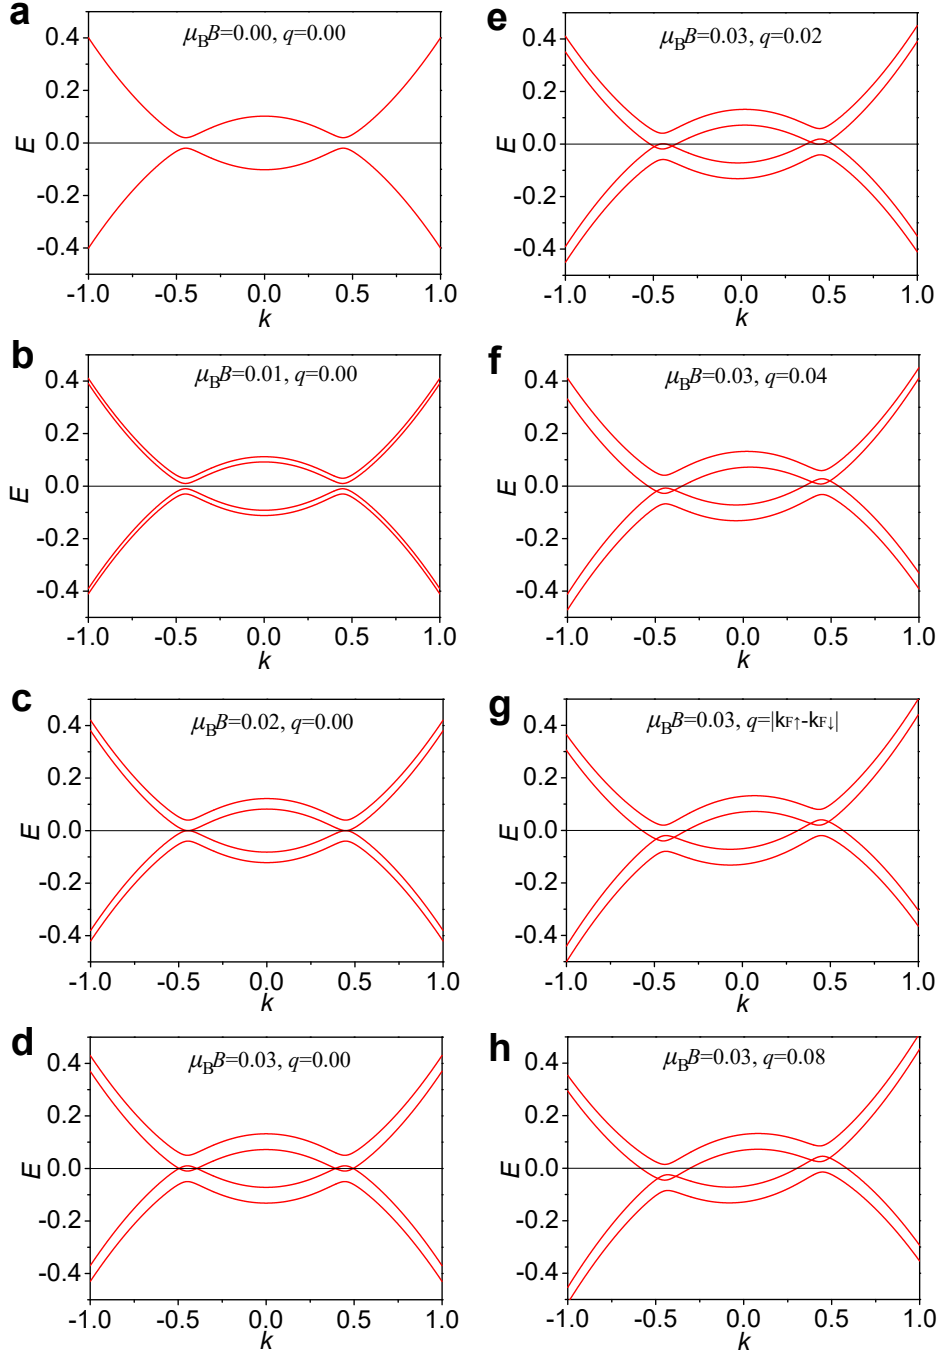 a
μBB=0.00, q=0.00
0.4
0.2
0.0
-0.2
-0.4
E
-1.0 -0.5 0.0 0.5 1.0
k
b
μBB=0.01, q=0.00
0.4
0.2
0.0
-0.2
-0.4
E
-1.0 -0.5 0.0 0.5 1.0
k
c
μBB=0.02, q=0.00
0.4
0.2
0.0
-0.2
-0.4
E
-1.0 -0.5 0.0 0.5 1.0
k
d
μBB=0.03, q=0.00
0.4
0.2
0.0
-0.2
-0.4
E
-1.0 -0.5 0.0 0.5 1.0
k
e
μBB=0.03, q=0.02
0.4
0.2
0.0
-0.2
-0.4
E
-1.0 -0.5 0.0 0.5 1.0
k
f
μBB=0.03, q=0.04
0.4
0.2
0.0
-0.2
-0.4
E
-1.0 -0.5 0.0 0.5 1.0
k
g
μBB=0.03, q=|kF↑-kF↓|
0.4
0.2
0.0
-0.2
-0.4
E
-1.0 -0.5 0.0 0.5 1.0
k
h
μBB=0.03, q=0.08
0.4
0.2
0.0
-0.2
-0.4
E
-1.0 -0.5 0.0 0.5 1.0
k